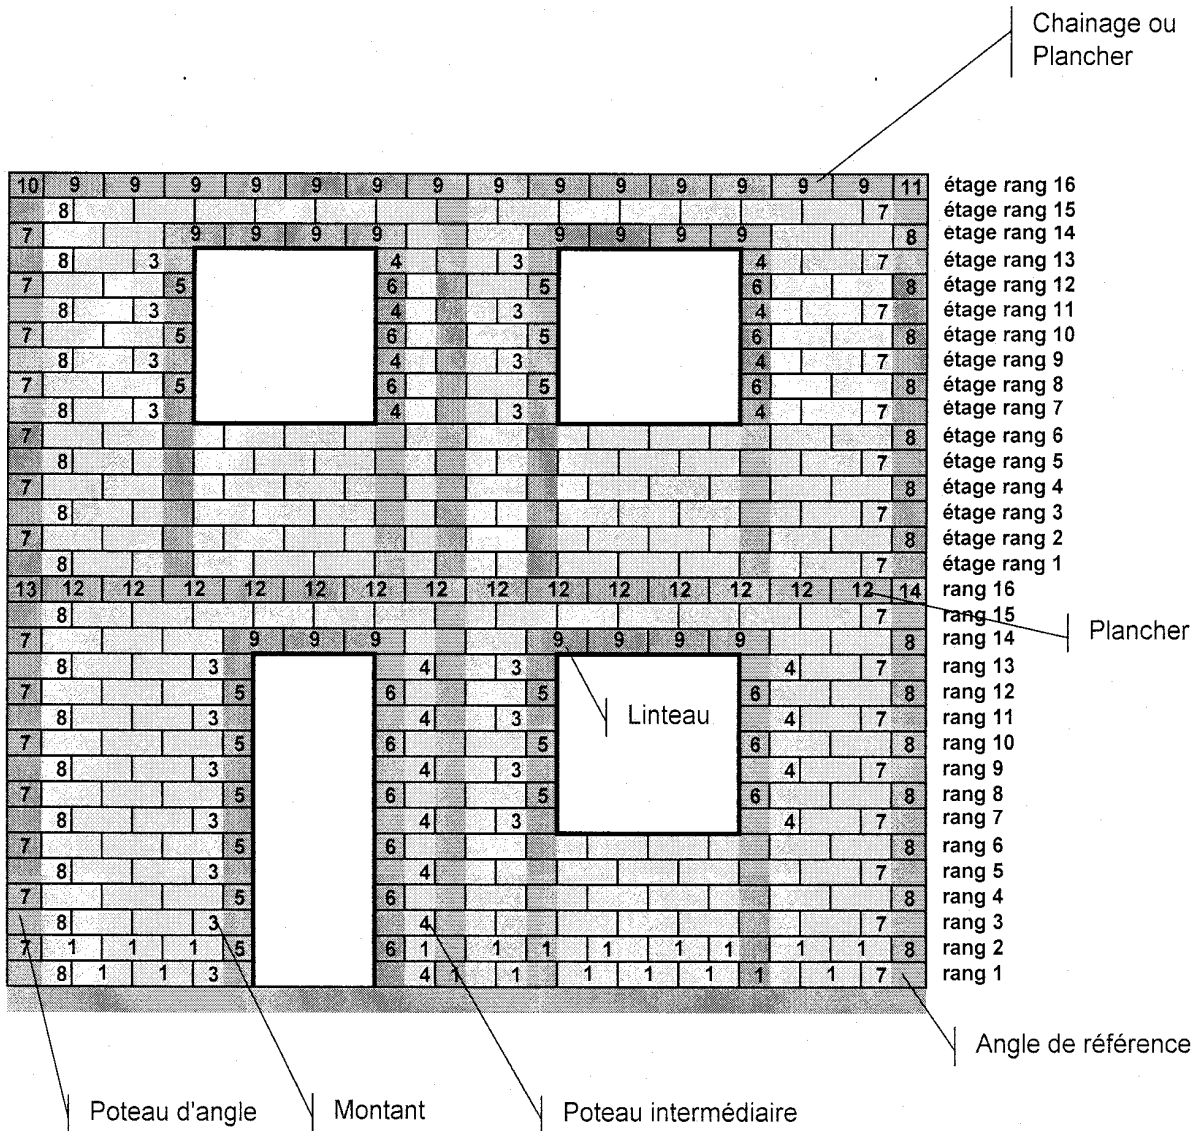 Chainage ou
Plancher
10 9 9 9 9 9 9 9 9 9 9 9 9 9 9 11 étage rang 16
8 7 étage rang 15
7 9 9 9 9 9 9 9 9 8 étage rang 14
8 3 4 3 4 7 étage rang 13
7 5 6 5 6 8 étage rang 12
8 3 4 3 4 7 étage rang 11
7 5 6 5 6 8 étage rang 10
8 3 4 3 4 7 étage rang 9
7 5 6 5 6 8 étage rang 8
8 3 4 3 4 7 étage rang 7
7 8 étage rang 6
8 7 étage rang 5
7 8 étage rang 4
8 7 étage rang 3
7 8 étage rang 2
8 7 étage rang 1
13 12 12 12 12 12 12 12 12 12 12 12 12 12 12 14 rang 16
8 7 rang 15
Plancher
7 9 9 9 9 9 9 9 8 rang 14
8 3 4 3 4 7 rang 13
7 5 6 5 6 8 rang 12
8 3 4 3 4 7 rang 11
Linteau
7 5 6 5 6 8 rang 10
8 3 4 3 4 7 rang 9
7 5 6 5 6 8 rang 8
8 3 4 3 4 7 rang 7
7 5 6 8 rang 6
8 3 4 7 rang 5
7 5 6 8 rang 4
8 3 4 7 rang 3
7 1 1 1 5 6 1 1 1 1 1 1 1 1 8 rang 2
8 1 1 3 4 1 1 1 1 1 1 1 7 rang 1
Angle de référence
Poteau d'angle
Montant
Poteau intermédiaire